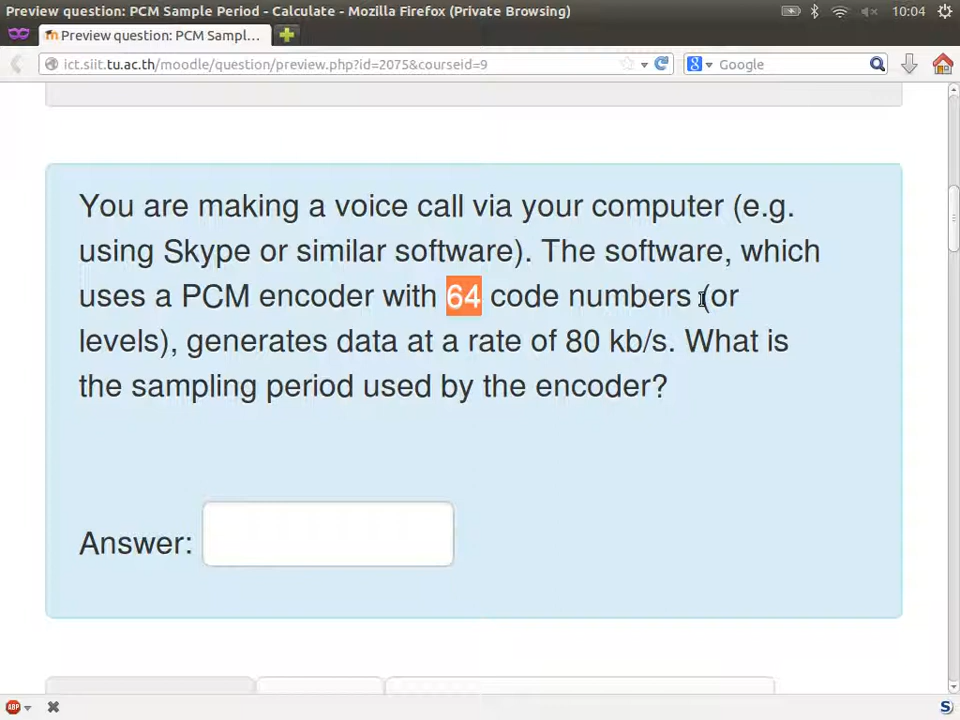 Preview question: PCM Sample Period - Calculate - Mozilla Firefox (Private Browsing)
10:04
Preview question: PCM Sampl...
ict.siit.tu.ac.th/moodle/question/preview.php?id=2075&courseid=9
Google
You are making a voice call via your computer (e.g.
using Skype or similar software). The software, which
uses a PCM encoder with 64 code numbers (or
levels), generates data at a rate of 80 kb/s. What is
the sampling period used by the encoder?
Answer:
ABP
S